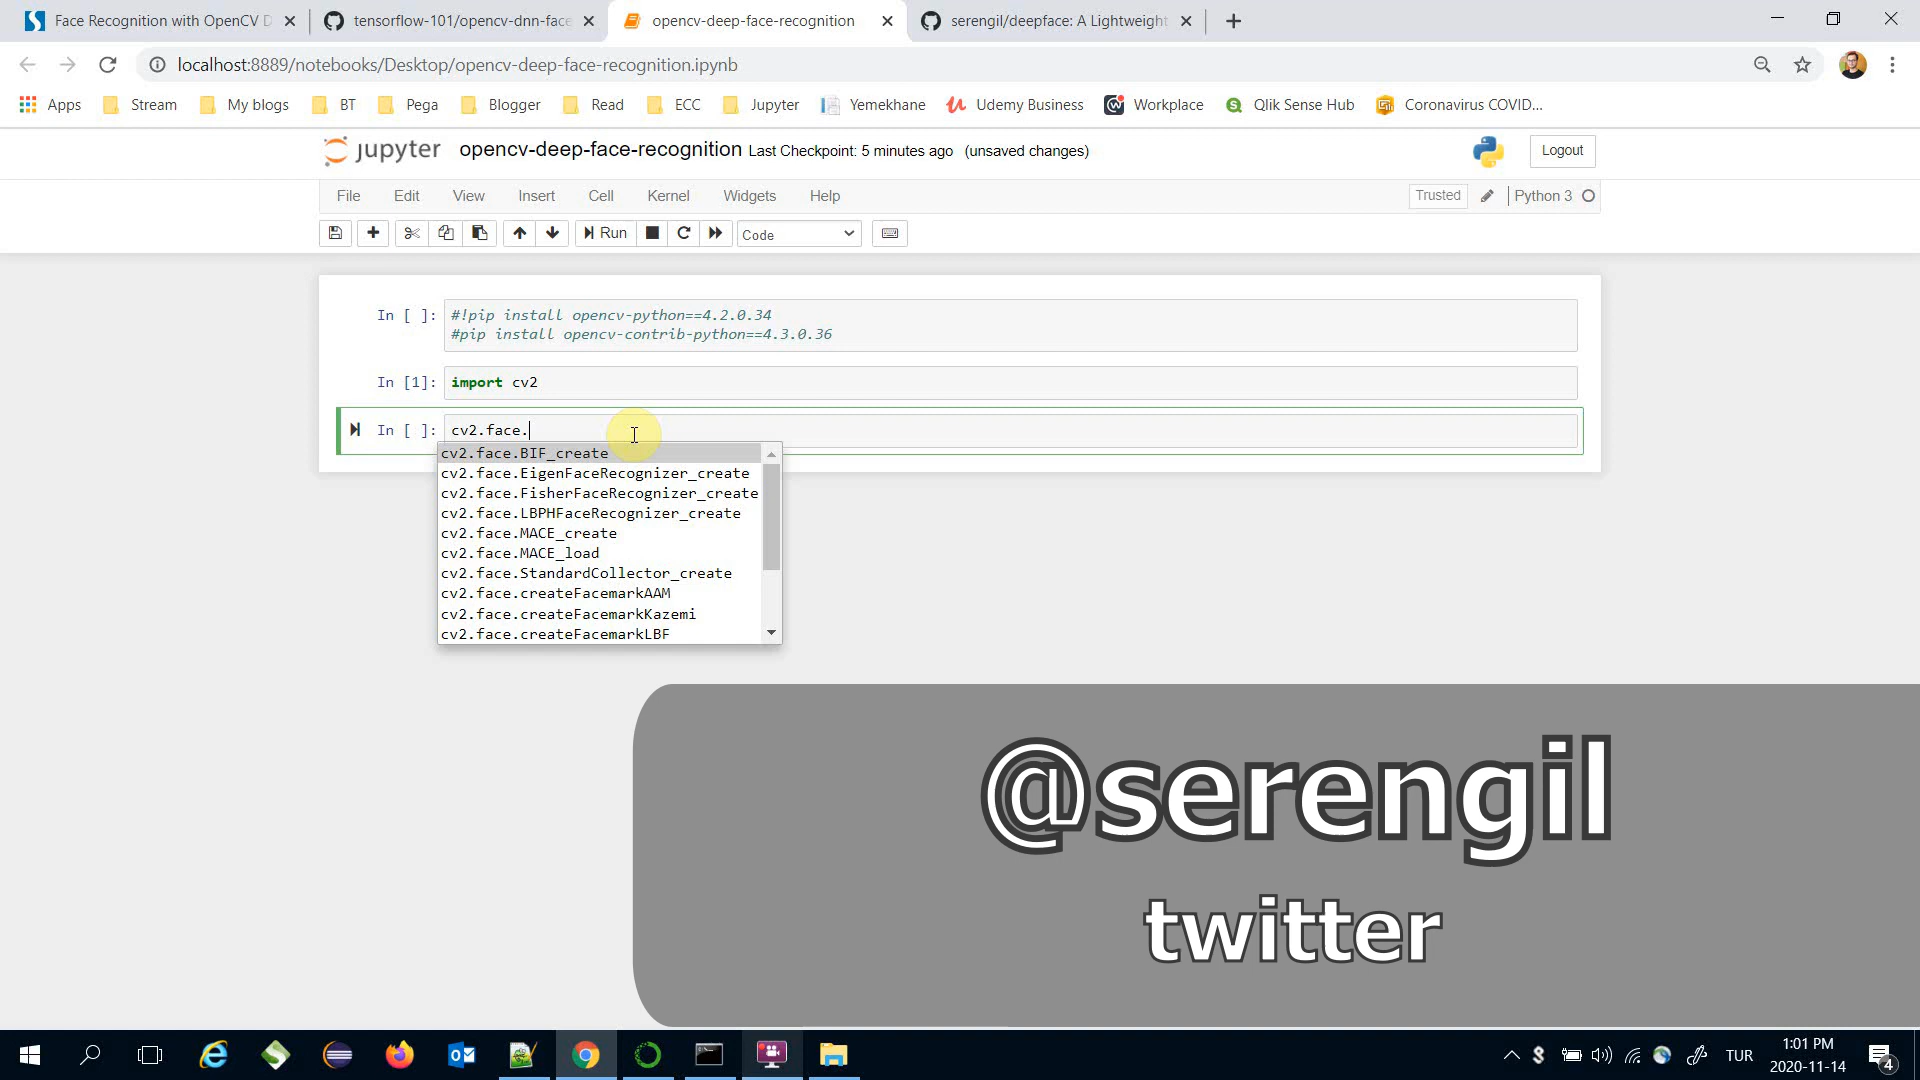 Face Recognition with OpenCV D
tensorflow-101/opencv-dnn-face
opencv-deep-face-recognition
serengil/deepface: A Lightweight
localhost:8889/notebooks/Desktop/opencv-deep-face-recognition.ipynb
Apps Stream My blogs BT Pega Blogger Read ECC Jupyter Yemekhane Udemy Business Workplace Qlik Sense Hub Coronavirus COVID...
jupyter opencv-deep-face-recognition Last Checkpoint: 5 minutes ago (unsaved changes) Logout
File Edit View Insert Cell Kernel Widgets Help Trusted Python 3
Run Code
In [ ]: #!pip install opencv-python==4.2.0.34
#pip install opencv-contrib-python==4.3.0.36
In [1]: import cv2
In [ ]: cv2.face.
cv2.face.BIF_create
cv2.face.EigenFaceRecognizer_create
cv2.face.FisherFaceRecognizer_create
cv2.face.LBPHFaceRecognizer_create
cv2.face.MACE_create
cv2.face.MACE_load
cv2.face.StandardCollector_create
cv2.face.createFacemarkAAM
cv2.face.createFacemarkKazemi
cv2.face.createFacemarkLBF
@serengil
twitter
TUR
1:01 PM
2020-11-14
4